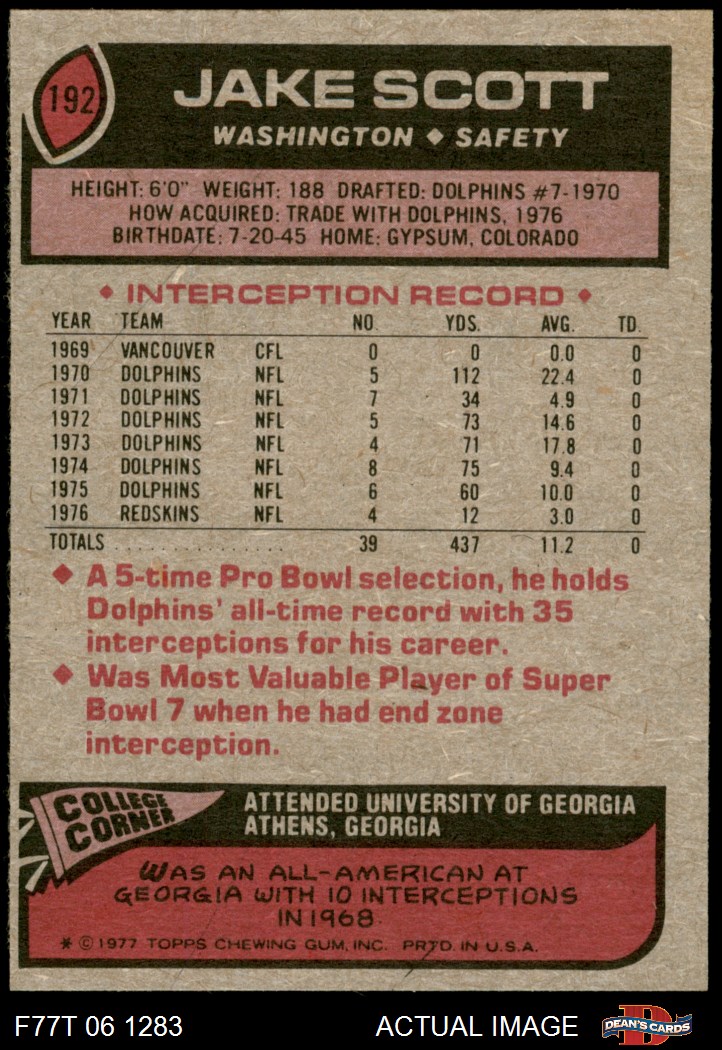 192
JAKE SCOTT
WASHINGTON ◆ SAFETY
HEIGHT: 6'0" WEIGHT: 188 DRAFTED: DOLPHINS #7-1970
HOW ACQUIRED: TRADE WITH DOLPHINS, 1976
BIRTHDATE: 7-20-45 HOME: GYPSUM, COLORADO
◆ INTERCEPTION RECORD ◆
YEAR TEAM NO. YDS. AVG. TD.
1969 VANCOUVER CFL 0 0 0.0 0
1970 DOLPHINS NFL 5 112 22.4 0
1971 DOLPHINS NFL 7 34 4.9 0
1972 DOLPHINS NFL 5 73 14.6 0
1973 DOLPHINS NFL 4 71 17.8 0
1974 DOLPHINS NFL 8 75 9.4 0
1975 DOLPHINS NFL 6 60 10.0 0
1976 REDSKINS NFL 4 12 3.0 0
TOTALS . . . . . . . . . . . . . . . . 39 437 11.2 0
◆ A 5-time Pro Bowl selection, he holds
Dolphins' all-time record with 35
interceptions for his career.
◆ Was Most Valuable Player of Super
Bowl 7 when he had end zone
interception.
COLLEGE
CORNER
ATTENDED UNIVERSITY OF GEORGIA
ATHENS, GEORGIA
WAS AN ALL-AMERICAN AT
GEORGIA WITH 10 INTERCEPTIONS
IN 1968.
* © 1977 TOPPS CHEWING GUM, INC. PRTD. IN U.S.A.
F77T 06 1283 ACTUAL IMAGE
D
DEAN'S CARDS